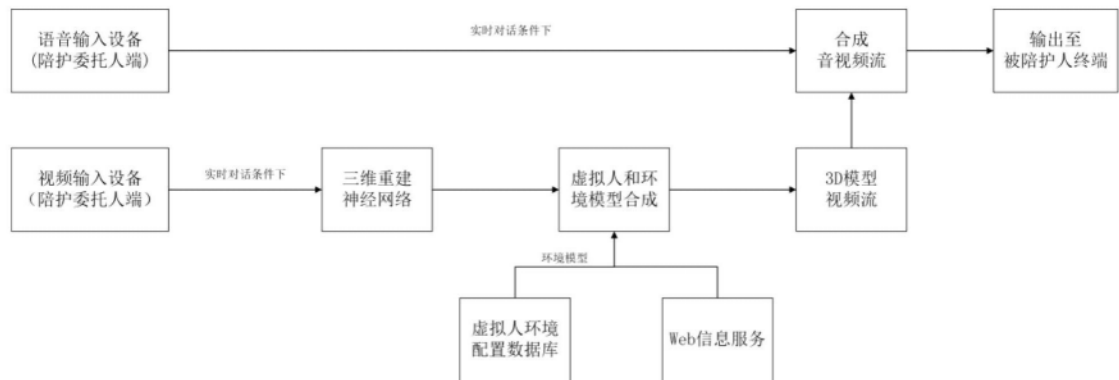 语音输入设备
(陪护委托人端)
实时对话条件下
合成
音视频流
输出至
被陪护人终端
视频输入设备
（陪护委托人端）
实时对话条件下
三维重建
神经网络
虚拟人和环
境模型合成
3D模型
视频流
环境模型
虚拟人环境
配置数据库
Web信息服务